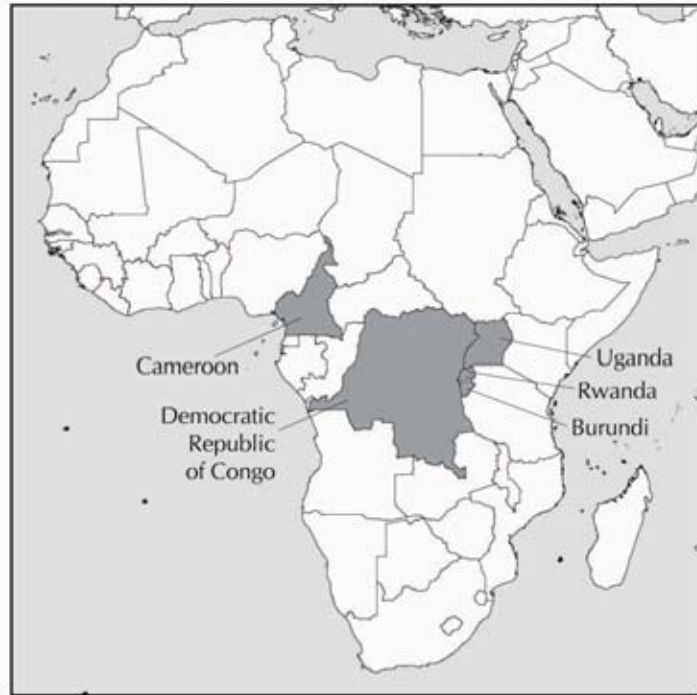 Cameroon
Democratic
Republic
of Congo
Uganda
Rwanda
Burundi